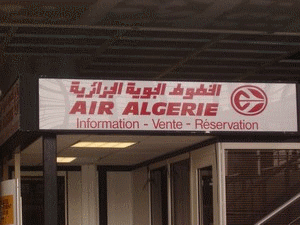 الخطوط الجوية الجزائرية
AIR ALGERIE
Information - Vente - Réservation